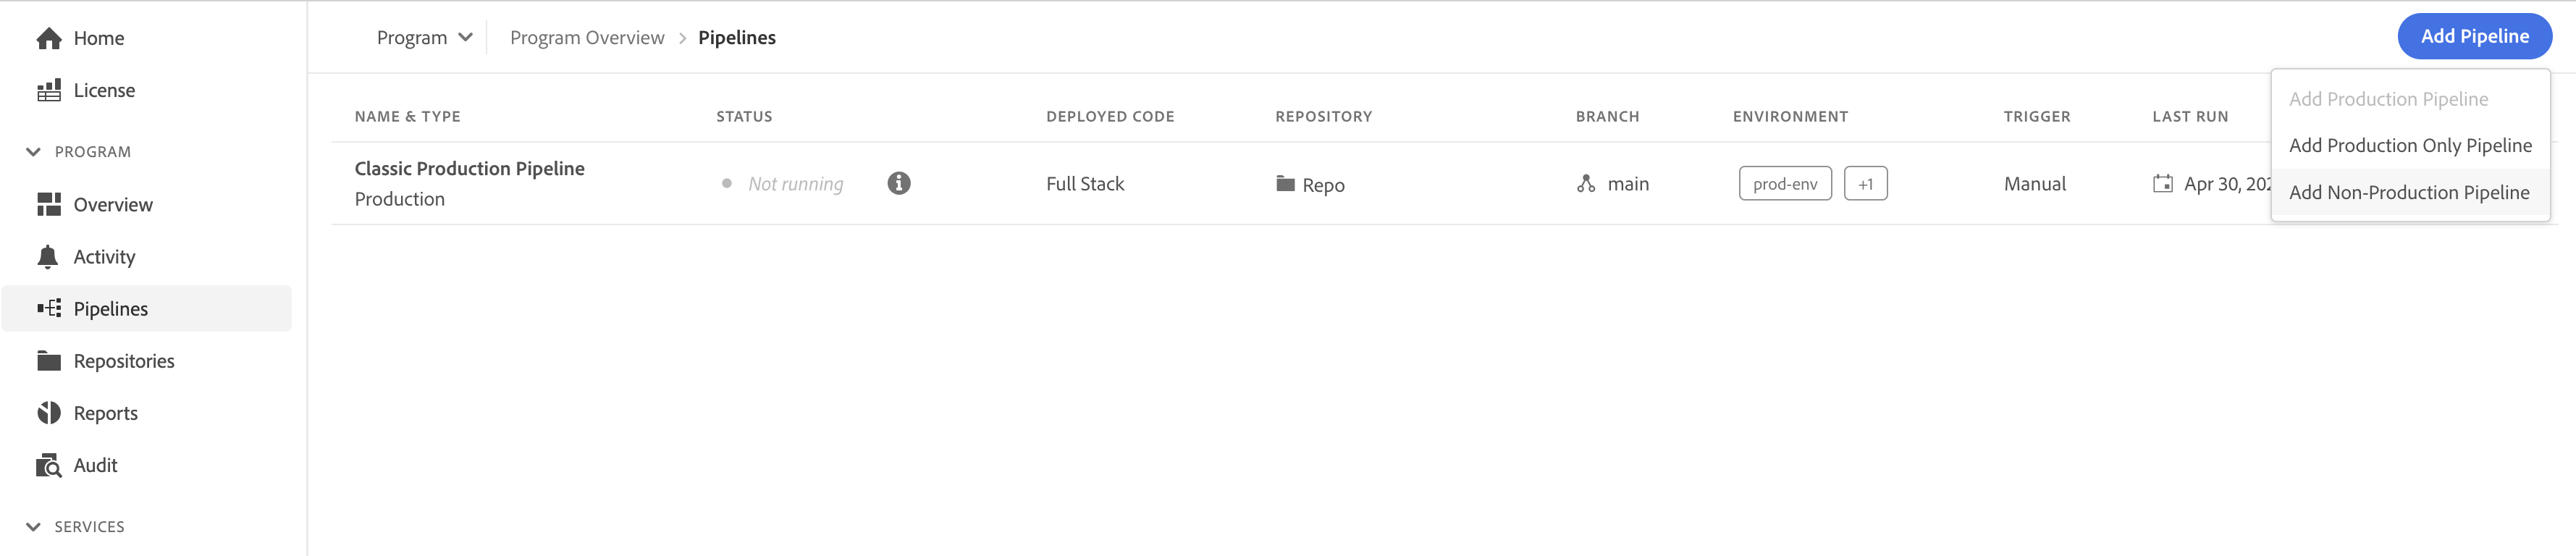 Home
License
PROGRAM
Overview
Activity
Pipelines
Repositories
Reports
Audit
SERVICES
Program
Program Overview > Pipelines
Add Pipeline
Add Production Pipeline
Add Production Only Pipeline
Add Non-Production Pipeline
NAME & TYPE STATUS DEPLOYED CODE REPOSITORY BRANCH ENVIRONMENT TRIGGER LAST RUN
Classic Production Pipeline
Production
Not running
Full Stack
Repo
main
prod-env +1
Manual
Apr 30, 202